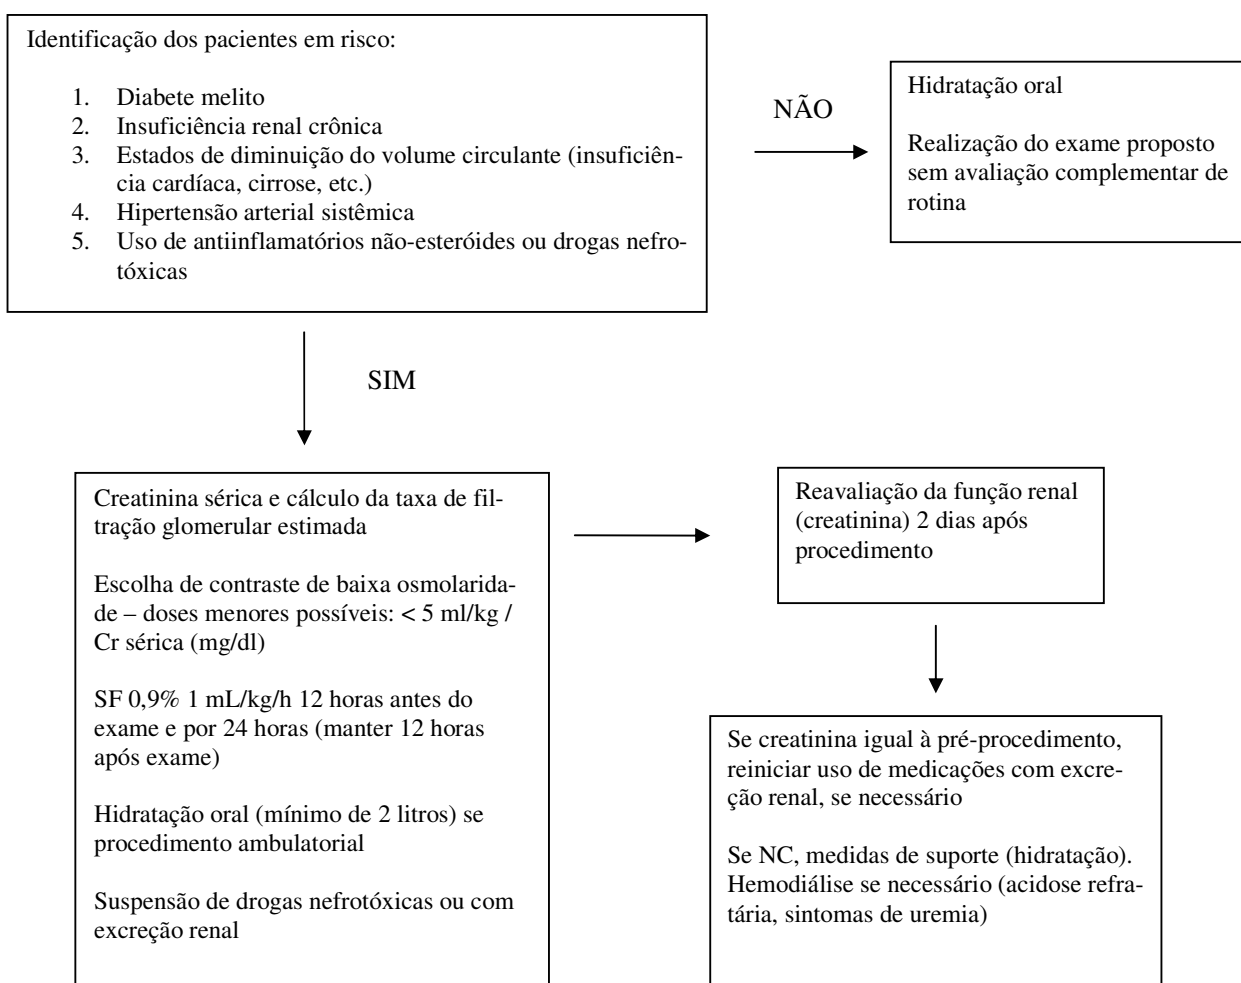 Identificação dos pacientes em risco:
1. Diabete melito
2. Insuficiência renal crônica
3. Estados de diminuição do volume circulante (insuficiên-
cia cardíaca, cirrose, etc.)
4. Hipertensão arterial sistêmica
5. Uso de antiinflamatórios não-esteróides ou drogas nefro-
tóxicas
NÃO
Hidratação oral
Realização do exame proposto
sem avaliação complementar de
rotina
SIM
Creatinina sérica e cálculo da taxa de fil-
tração glomerular estimada
Escolha de contraste de baixa osmolarida-
de – doses menores possíveis: < 5 ml/kg /
Cr sérica (mg/dl)
SF 0,9% 1 mL/kg/h 12 horas antes do
exame e por 24 horas (manter 12 horas
após exame)
Hidratação oral (mínimo de 2 litros) se
procedimento ambulatorial
Suspensão de drogas nefrotóxicas ou com
excreção renal
Reavaliação da função renal
(creatinina) 2 dias após
procedimento
Se creatinina igual à pré-procedimento,
reiniciar uso de medicações com excre-
ção renal, se necessário
Se NC, medidas de suporte (hidratação).
Hemodiálise se necessário (acidose refra-
tária, sintomas de uremia)